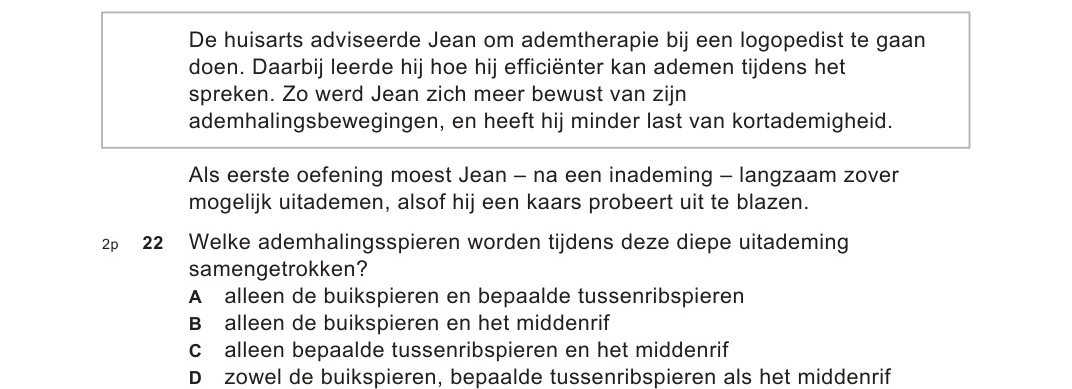 De huisarts adviseerde Jean om ademtherapie bij een logopedist te gaan
doen. Daarbij leerde hij hoe hij efficiënter kan ademen tijdens het
spreken. Zo werd Jean zich meer bewust van zijn
ademhalingsbewegingen, en heeft hij minder last van kortademigheid.
Als eerste oefening moest Jean – na een inademing – langzaam zover
mogelijk uitademen, alsof hij een kaars probeert uit te blazen.
2p 22 Welke ademhalingsspieren worden tijdens deze diepe uitademing
samengetrokken?
A alleen de buikspieren en bepaalde tussenribspieren
B alleen de buikspieren en het middenrif
C alleen bepaalde tussenribspieren en het middenrif
D zowel de buikspieren, bepaalde tussenribspieren als het middenrif